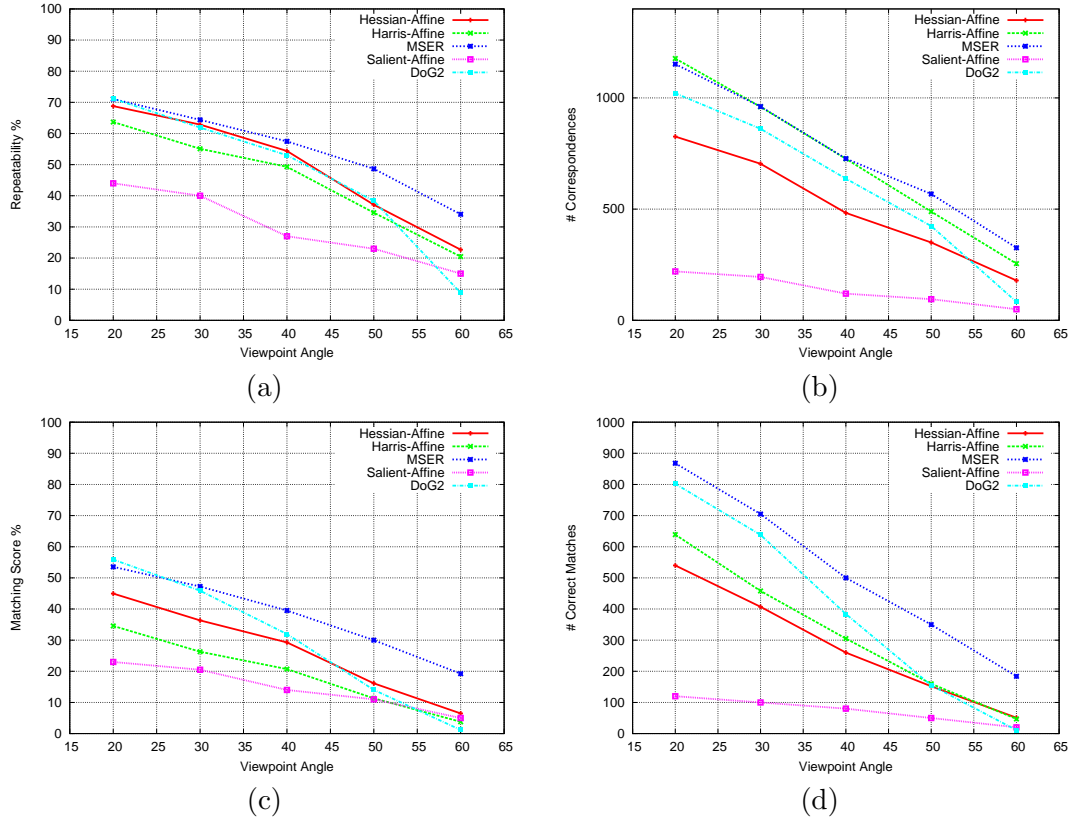 Repeatability %
100
90
80
70
60
50
40
30
20
10
0
Hessian-Affine
Harris-Affine
MSER
Salient-Affine
DoG2
15 20 25 30 35 40 45 50 55 60 65
Viewpoint Angle
(a)
# Correspondences
1000
500
0
Hessian-Affine
Harris-Affine
MSER
Salient-Affine
DoG2
15 20 25 30 35 40 45 50 55 60 65
Viewpoint Angle
(b)
Matching Score %
100
90
80
70
60
50
40
30
20
10
0
Hessian-Affine
Harris-Affine
MSER
Salient-Affine
DoG2
15 20 25 30 35 40 45 50 55 60 65
Viewpoint Angle
(c)
# Correct Matches
1000
900
800
700
600
500
400
300
200
100
0
Hessian-Affine
Harris-Affine
MSER
Salient-Affine
DoG2
15 20 25 30 35 40 45 50 55 60 65
Viewpoint Angle
(d)